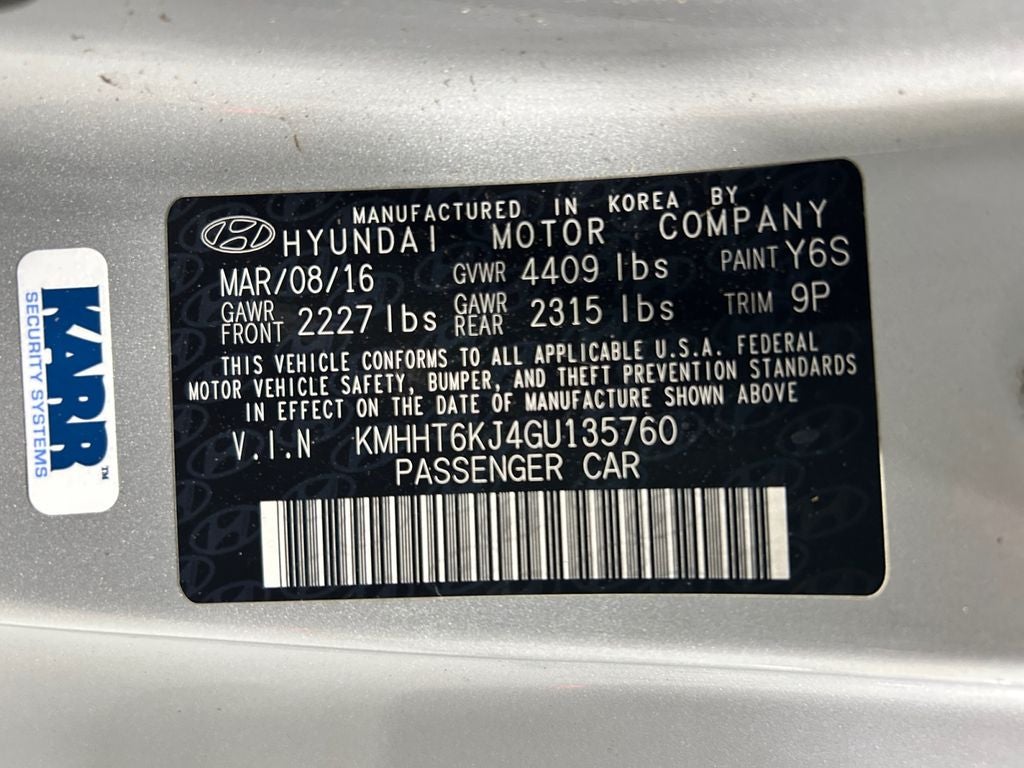 MANUFACTURED IN KOREA BY
HYUNDAI MOTOR COMPANY
MAR/08/16 GVWR 4409 lbs PAINT Y6S
GAWR FRONT 2227 lbs GAWR REAR 2315 lbs TRIM 9P
THIS VEHICLE CONFORMS TO ALL APPLICABLE U.S.A. FEDERAL
MOTOR VEHICLE SAFETY, BUMPER, AND THEFT PREVENTION STANDARDS
IN EFFECT ON THE DATE OF MANUFACTURE SHOWN ABOVE
V.I.N KMHHT6KJ4GU135760
PASSENGER CAR
KARR™
SECURITY SYSTEMS